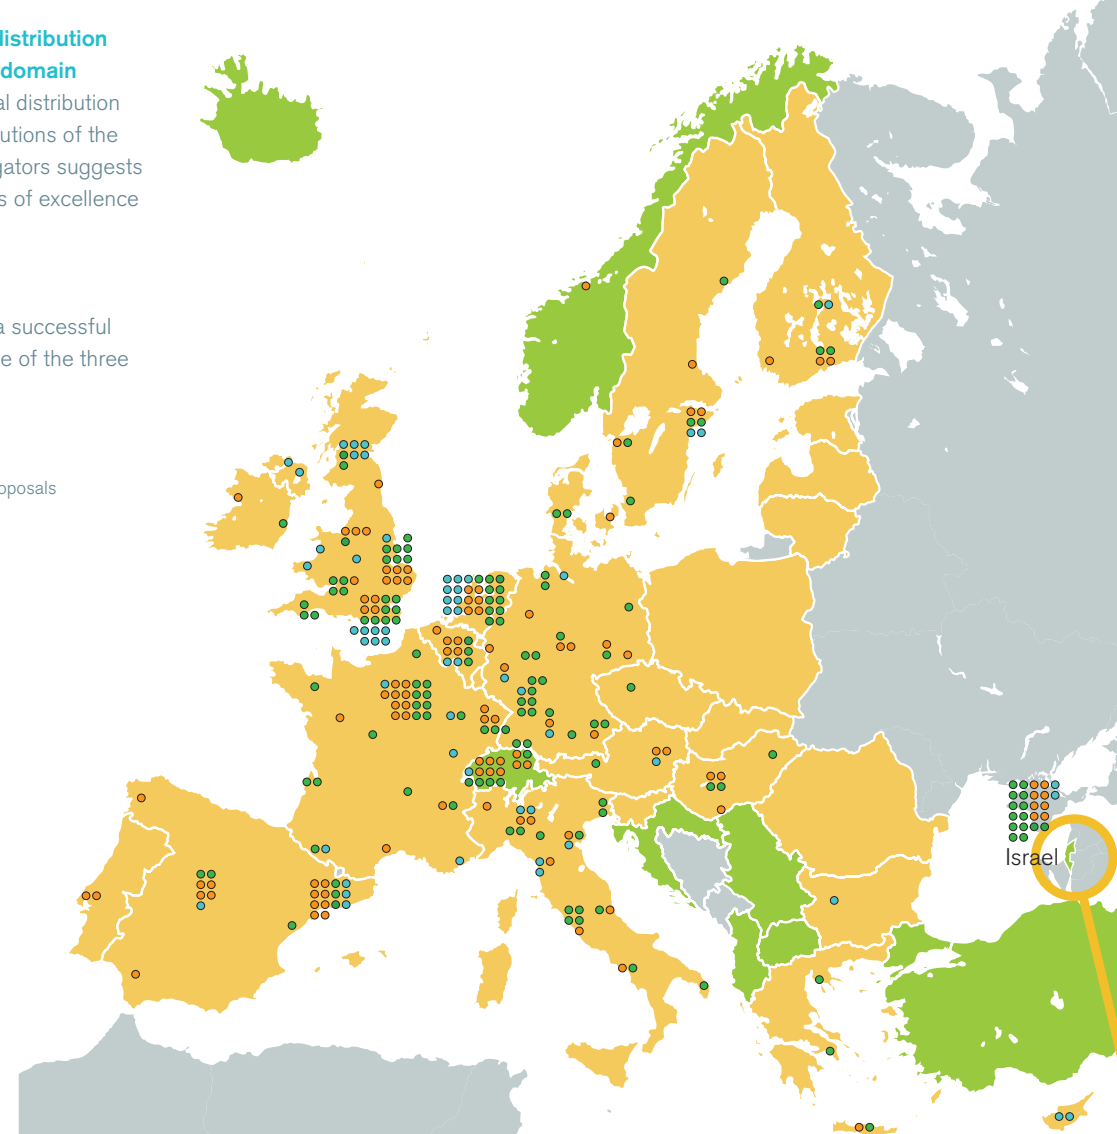 distribution
domain
al distribution
utions of the
gators suggests
s of excellence
a successful
e of the three
oposals
Israel